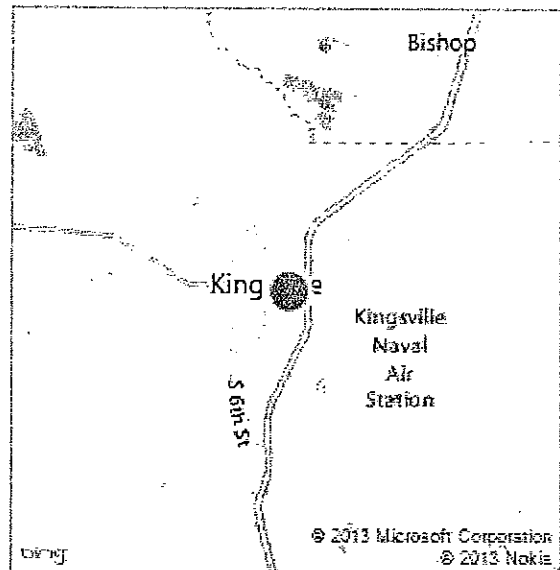 Bishop
King e
Kingsville
Naval
Air
Station
S 6th St
bing
© 2013 Microsoft Corporation
© 2013 Nokia